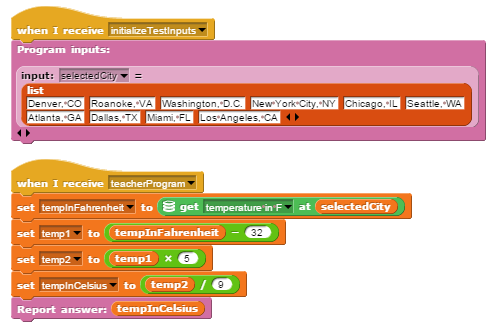 when I receive initializeTestInputs
Program inputs:
input: selectedCity =
list
Denver, CO Roanoke, VA Washington, D.C. New York City, NY Chicago, IL Seattle, WA
Atlanta, GA Dallas, TX Miami, FL Los Angeles, CA
when I receive teacherProgram
set tempInFahrenheit to get temperature in F at selectedCity
set temp1 to tempInFahrenheit - 32
set temp2 to temp1 × 5
set tempInCelsius to temp2 / 9
Report answer: tempInCelsius